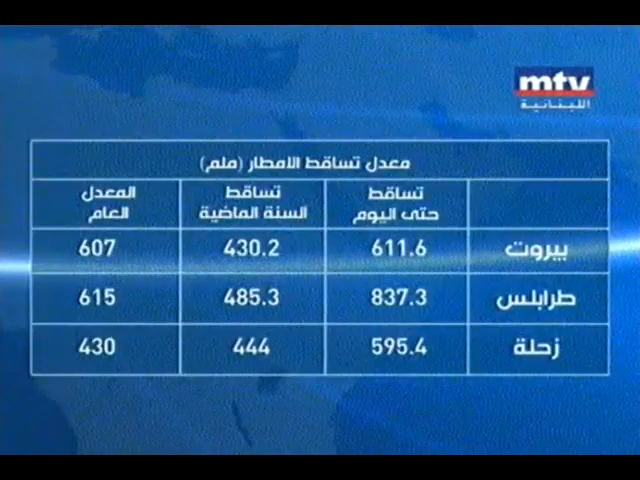 mtv
اللبنانية
معدل تساقط الامطار (ملم)
تساقط حتى اليوم	تساقط السنة الماضية	المعدل العام
بيروت	611.6	430.2	607
طرابلس	837.3	485.3	615
زحلة	595.4	444	430